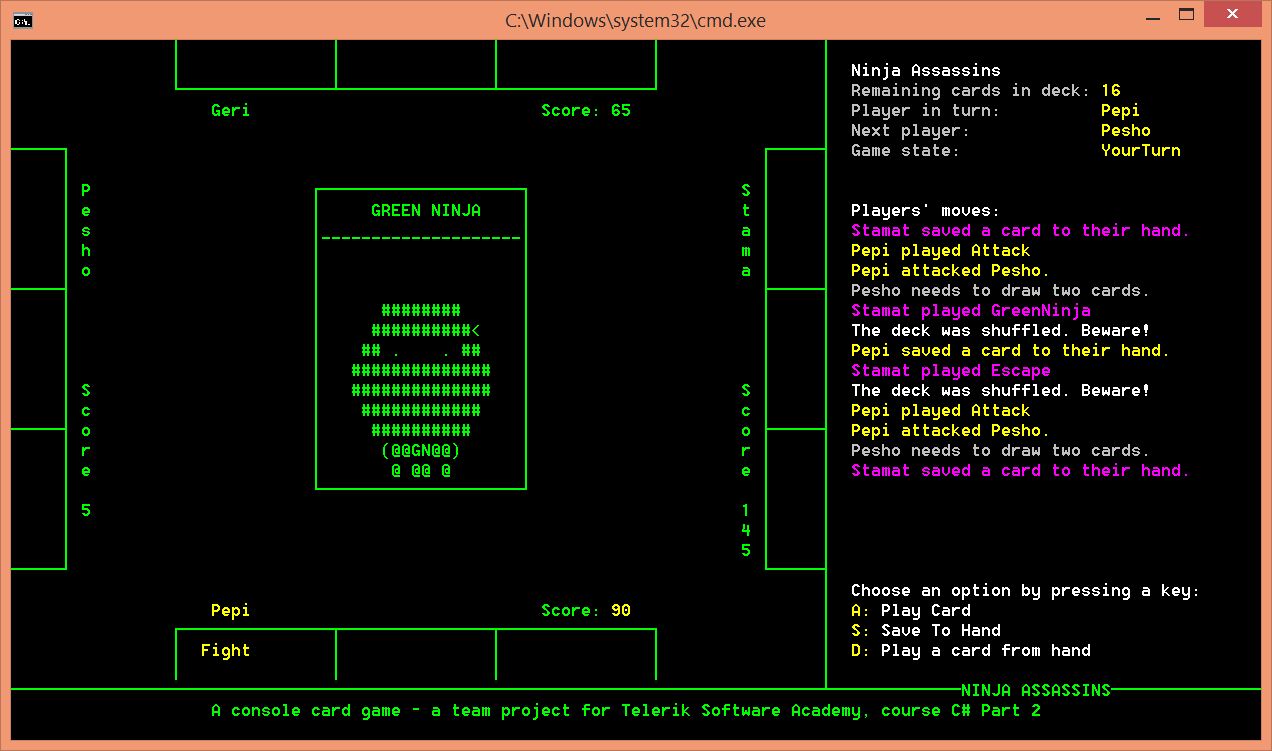 C:\Windows\system32\cmd.exe
Geri Score: 65
Pesho
Score 5
GREEN NINJA
--------------------
########
##########<
## .    . ##
##############
##############
############
##########
(@@GN@@)
@ @@ @
Stama
Score 145
Pepi Score: 90
Fight
Ninja Assassins
Remaining cards in deck: 16
Player in turn: Pepi
Next player: Pesho
Game state: YourTurn
Players' moves:
Stamat saved a card to their hand.
Pepi played Attack
Pepi attacked Pesho.
Pesho needs to draw two cards.
Stamat played GreenNinja
The deck was shuffled. Beware!
Pepi saved a card to their hand.
Stamat played Escape
The deck was shuffled. Beware!
Pepi played Attack
Pepi attacked Pesho.
Pesho needs to draw two cards.
Stamat saved a card to their hand.
Choose an option by pressing a key:
A: Play Card
S: Save To Hand
D: Play a card from hand
NINJA ASSASSINS
A console card game - a team project for Telerik Software Academy, course C# Part 2